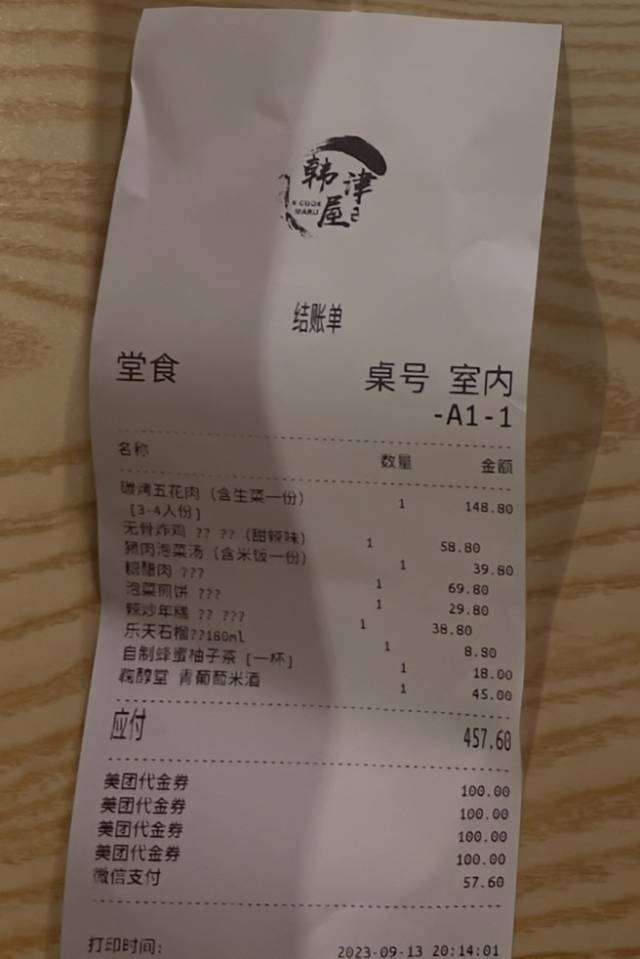 韩津屋
K COOK
MARU
结账单
堂食 桌号 室内
-A1-1
名称 数量 金额
碳烤五花肉（含生菜一份） 1 148.80
[3-4人份]
无骨炸鸡 ?? ??（甜辣味） 1 58.80
猪肉泡菜汤（含米饭一份） 1 39.80
糖醋肉 ??? 1 69.80
泡菜煎饼 ??? 1 29.80
辣炒年糕 ?? ??? 1 38.80
乐天石榴??180ml 1 8.80
自制蜂蜜柚子茶 [一杯] 1 18.00
鞠醇堂 青葡萄米酒 1 45.00
应付 457.60
美团代金券 100.00
美团代金券 100.00
美团代金券 100.00
美团代金券 100.00
微信支付 57.60
打印时间: 2023-09-13 20:14:01